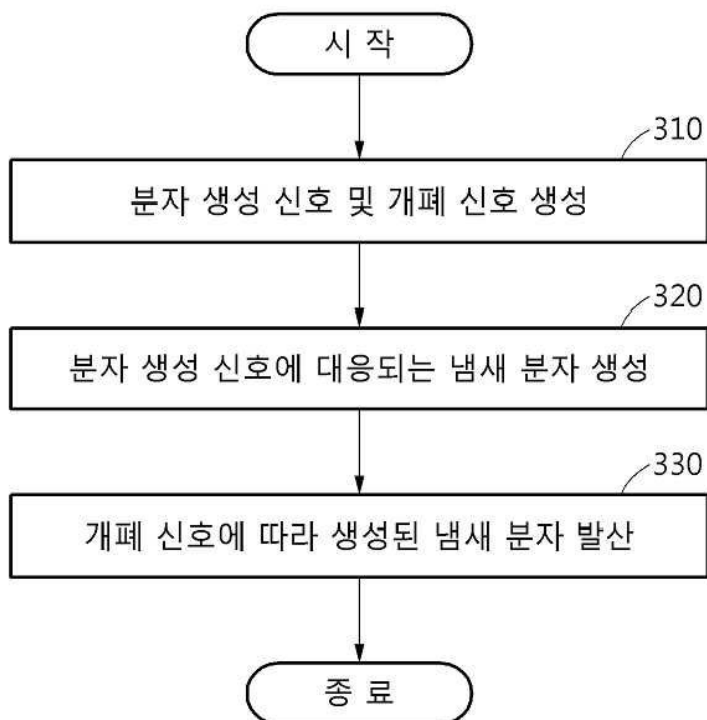 시 작
310
분자 생성 신호 및 개폐 신호 생성
320
분자 생성 신호에 대응되는 냄새 분자 생성
330
개폐 신호에 따라 생성된 냄새 분자 발산
종 료